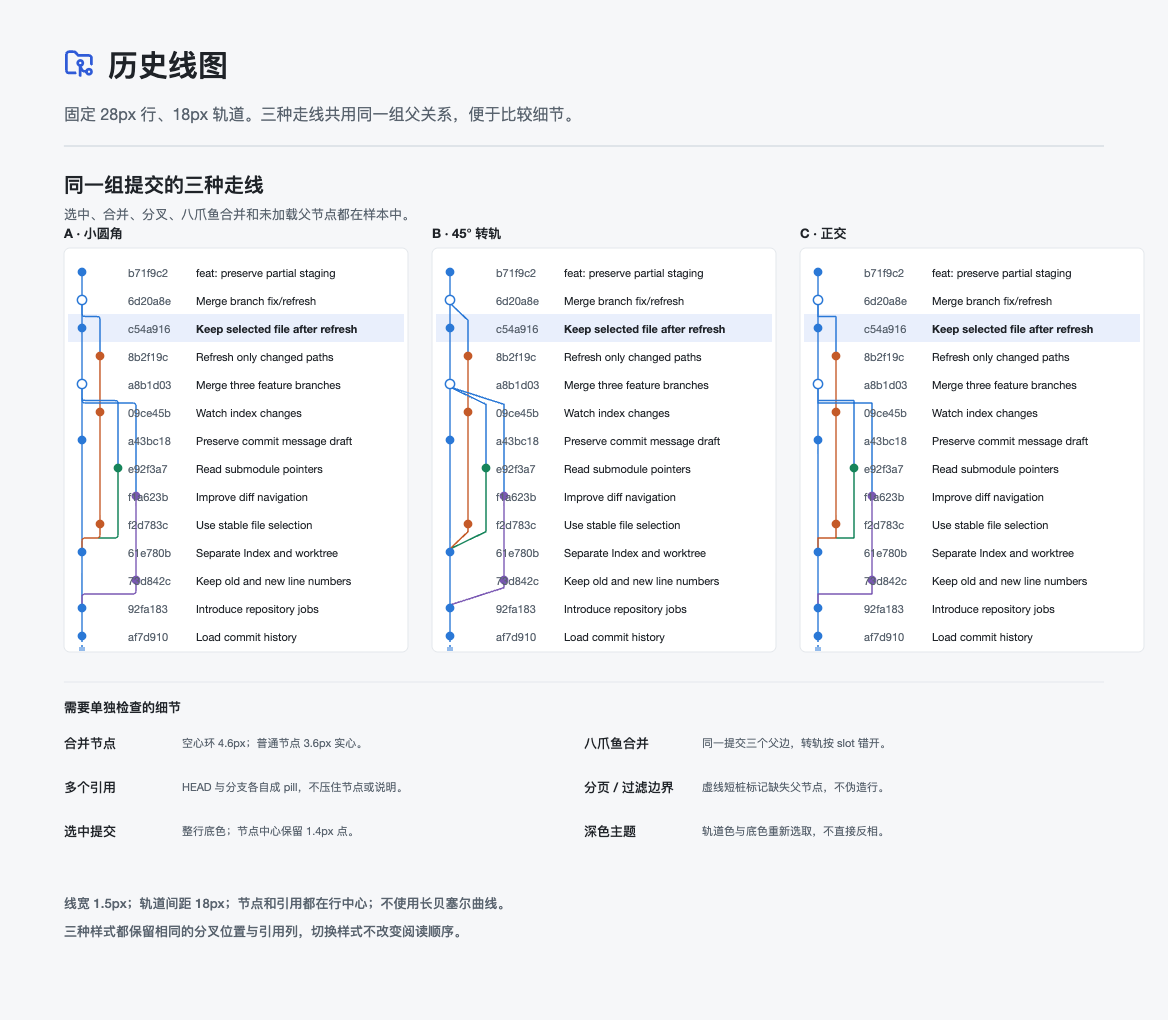 历史线图
固定 28px 行、18px 轨道。三种走线共用同一组父关系，便于比较细节。
同一组提交的三种走线
选中、合并、分叉、八爪鱼合并和未加载父节点都在样本中。
A · 小圆角
b71f9c2 feat: preserve partial staging
6d20a8e Merge branch fix/refresh
c54a916 Keep selected file after refresh
8b2f19c Refresh only changed paths
a8b1d03 Merge three feature branches
09ce45b Watch index changes
a43bc18 Preserve commit message draft
e92f3a7 Read submodule pointers
Improve diff navigation
f2d783c Use stable file selection
61e780b Separate Index and worktree
Keep old and new line numbers
92fa183 Introduce repository jobs
af7d910 Load commit history
B · 45° 转轨
b71f9c2 feat: preserve partial staging
6d20a8e Merge branch fix/refresh
c54a916 Keep selected file after refresh
8b2f19c Refresh only changed paths
a8b1d03 Merge three feature branches
09ce45b Watch index changes
a43bc18 Preserve commit message draft
e92f3a7 Read submodule pointers
Improve diff navigation
f2d783c Use stable file selection
61e780b Separate Index and worktree
Keep old and new line numbers
92fa183 Introduce repository jobs
af7d910 Load commit history
C · 正交
b71f9c2 feat: preserve partial staging
6d20a8e Merge branch fix/refresh
c54a916 Keep selected file after refresh
8b2f19c Refresh only changed paths
a8b1d03 Merge three feature branches
09ce45b Watch index changes
a43bc18 Preserve commit message draft
e92f3a7 Read submodule pointers
Improve diff navigation
f2d783c Use stable file selection
61e780b Separate Index and worktree
Keep old and new line numbers
92fa183 Introduce repository jobs
af7d910 Load commit history
需要单独检查的细节
合并节点 空心环 4.6px；普通节点 3.6px 实心。
八爪鱼合并 同一提交三个父边，转轨按 slot 错开。
多个引用 HEAD 与分支各自成 pill，不压住节点或说明。
分页 / 过滤边界 虚线短桩标记缺失父节点，不伪造行。
选中提交 整行底色；节点中心保留 1.4px 点。
深色主题 轨道色与底色重新选取，不直接反相。
线宽 1.5px；轨道间距 18px；节点和引用都在行中心；不使用长贝塞尔曲线。
三种样式都保留相同的分叉位置与引用列，切换样式不改变阅读顺序。